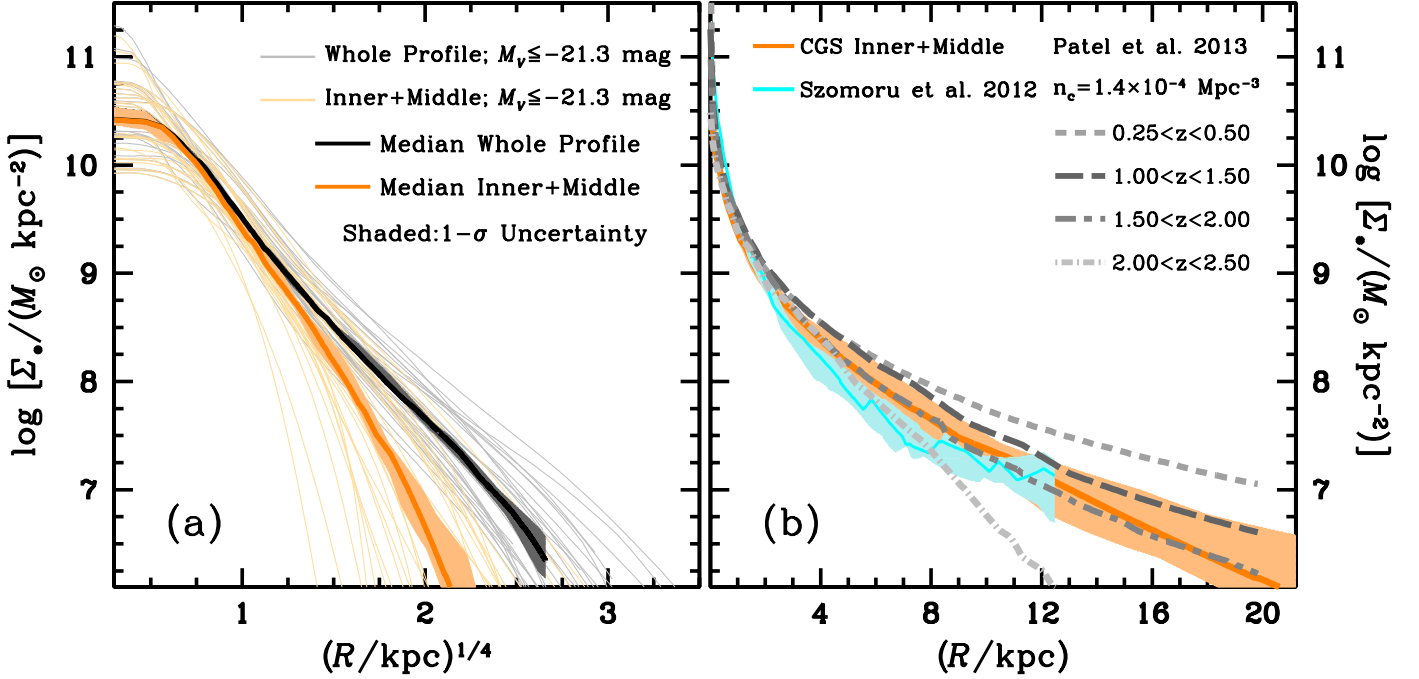 Whole Profile; Mᵥ≤−21.3 mag
Inner+Middle; Mᵥ≤−21.3 mag
Median Whole Profile
Median Inner+Middle
Shaded:1−σ Uncertainty
(a)
log [Σ⋆/(M⊙ kpc⁻²)]
11
10
9
8
7
1
2
3
(R/kpc)¹ᐟ⁴
CGS Inner+Middle
Szomoru et al. 2012
Patel et al. 2013
n_c=1.4×10⁻⁴ Mpc⁻³
0.25<z<0.50
1.00<z<1.50
1.50<z<2.00
2.00<z<2.50
(b)
4
8
12
16
20
(R/kpc)
11
10
9
8
7
log [Σ⋆/(M⊙ kpc⁻²)]